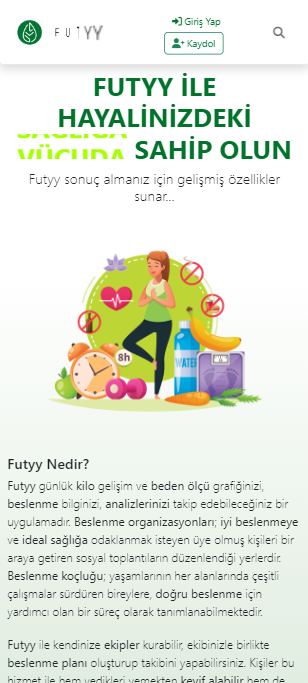 FUTYY
Giriş Yap
Kaydol
FUTYY İLE
HAYALİNİZDEKİ
SAĞLIĞA
VÜCUDA
SAHİP OLUN
Futyy sonuç almanız için gelişmiş özellikler
sunar...
8h
WATER
Futyy Nedir?
Futyy günlük kilo gelişim ve beden ölçü grafiğinizi,
beslenme bilginizi, analizlerinizi takip edebileceğiniz bir
uygulamadır. Beslenme organizasyonları; iyi beslenmeye
ve ideal sağlığa odaklanmak isteyen üye olmuş kişileri bir
araya getiren sosyal toplantıların düzenlendiği yerlerdir.
Beslenme koçluğu; yaşamlarının her alanlarında çeşitli
çalışmalar sürdüren bireylere, doğru beslenme için
yardımcı olan bir süreç olarak tanımlanabilmektedir.
Futyy ile kendinize ekipler kurabilir, ekibinizle birlikte
beslenme planı oluşturup takibini yapabilirsiniz. Kişiler bu
hizmet ile hem yedikleri yemekten keyif alabilir hem de